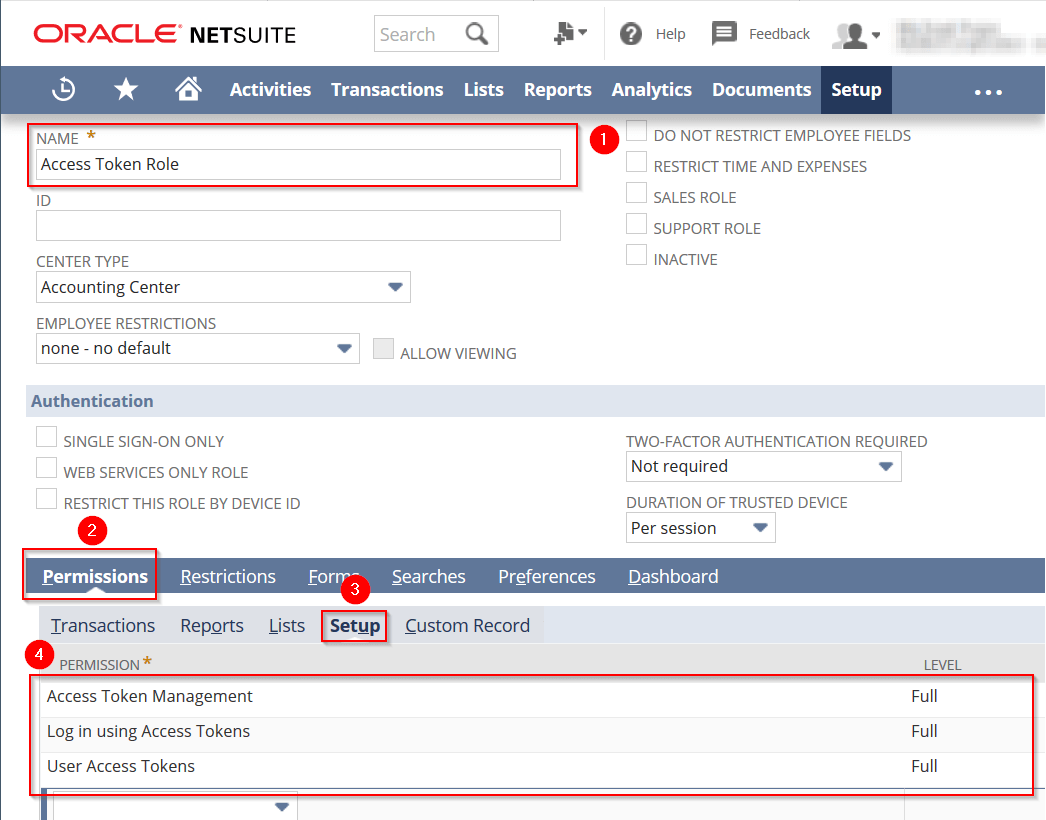 ORACLE NETSUITE
Search
Help
Feedback
Activities Transactions Lists Reports Analytics Documents Setup ...
NAME *
Access Token Role
1
ID
CENTER TYPE
Accounting Center
EMPLOYEE RESTRICTIONS
none - no default
ALLOW VIEWING
DO NOT RESTRICT EMPLOYEE FIELDS
RESTRICT TIME AND EXPENSES
SALES ROLE
SUPPORT ROLE
INACTIVE
Authentication
SINGLE SIGN-ON ONLY
WEB SERVICES ONLY ROLE
RESTRICT THIS ROLE BY DEVICE ID
TWO-FACTOR AUTHENTICATION REQUIRED
Not required
DURATION OF TRUSTED DEVICE
Per session
2
Permissions Restrictions Forms Searches Preferences Dashboard
3
Transactions Reports Lists Setup Custom Record
4
PERMISSION * LEVEL
Access Token Management Full
Log in using Access Tokens Full
User Access Tokens Full